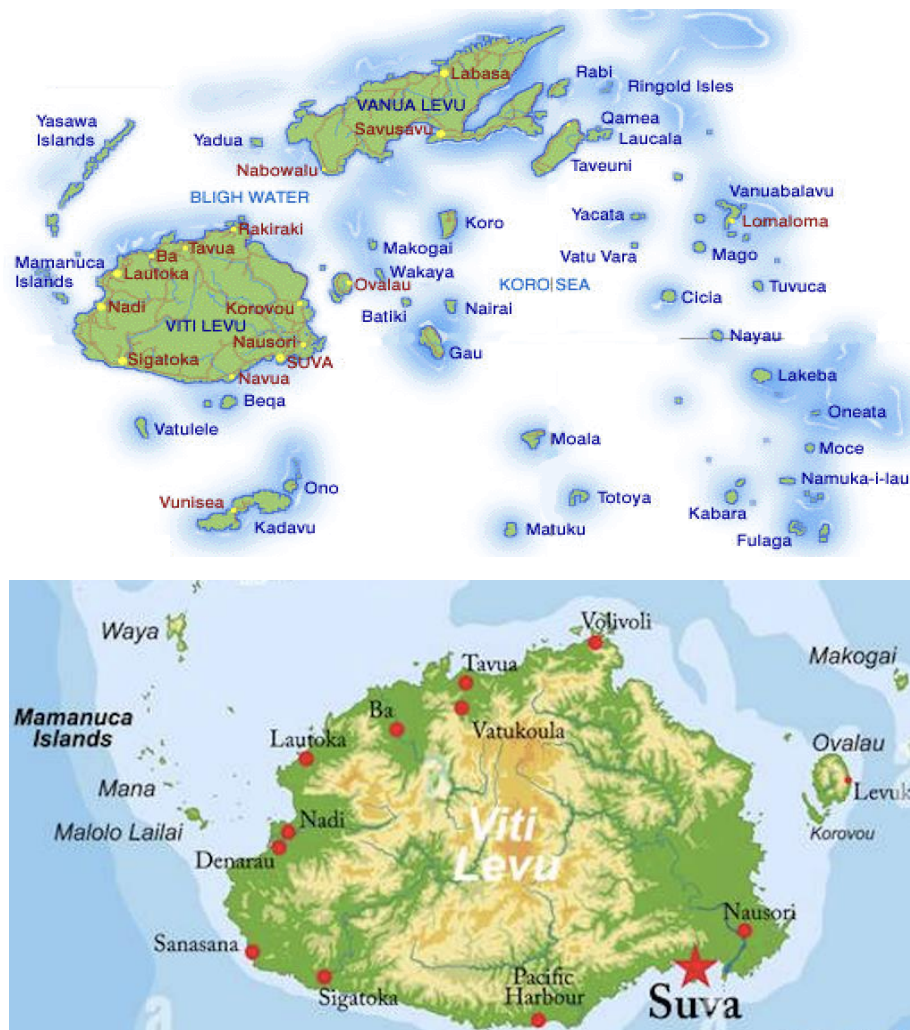 Labasa
Rabi
Ringold Isles
VANUA LEVU
Yasawa
Islands
Qamea
Savusavu
Laucala
Yadua
Nabowalu
Taveuni
BLIGH WATER
Vanuabalavu
Rakiraki
Koro
Yacata
Lomaloma
Tavua
Makogai
Ba
Vatu Vara
Mago
Mamanuca
Islands
Lautoka
Wakaya
Ovalau
KORO SEA
Tuvuca
Cicia
Nadi
Korovou
Batiki
Nairai
VITI LEVU
Nayau
Nausori
Gau
Sigatoka
SUVA
Navua
Lakeba
Beqa
Oneata
Vatulele
Moala
Moce
Namuka-i-lau
Ono
Vunisea
Totoya
Kabara
Kadavu
Matuku
Fulaga
Volivoli
Waya
Tavua
Makogai
Mamanuca
Islands
Ba
Vatukoula
Lautoka
Ovalau
Mana
Levuk
Nadi
Malolo Lailai
Viti
Levu
Korovou
Denarau
Nausori
Sanasana
Pacific
Harbour
Sigatoka
Suva